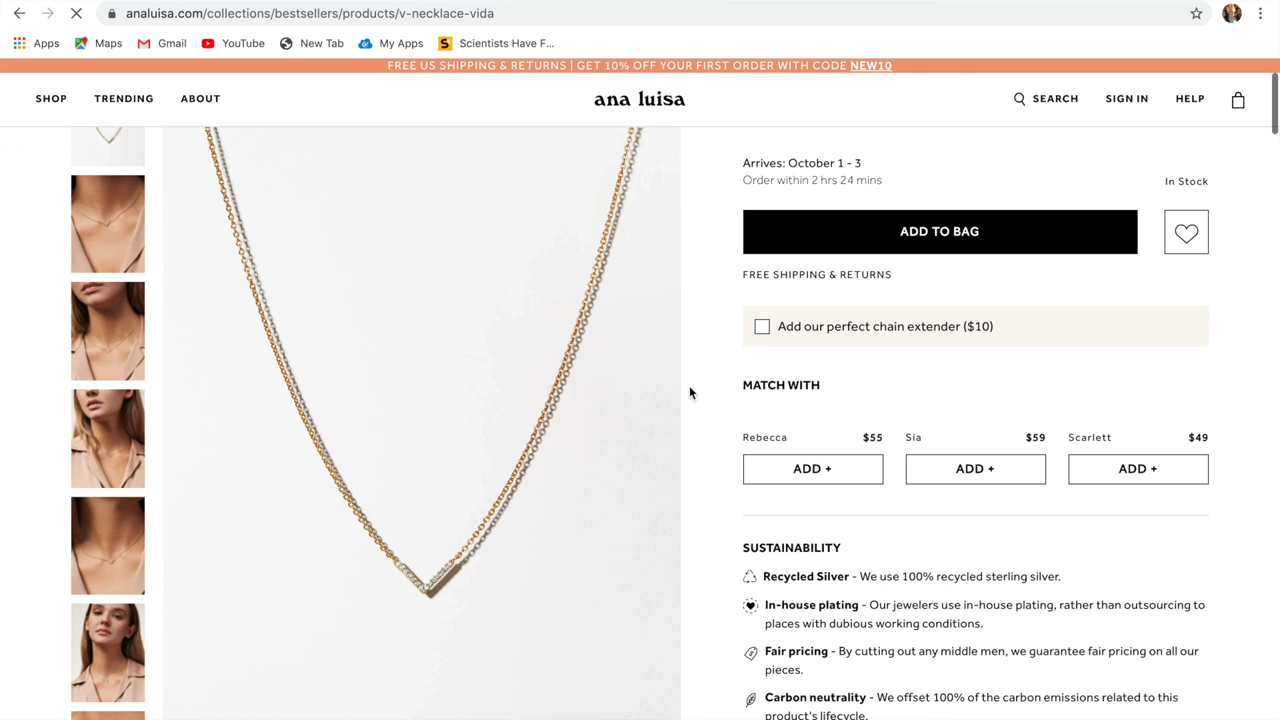 analuisa.com/collections/bestsellers/products/v-necklace-vida
Apps Maps Gmail YouTube New Tab My Apps Scientists Have F...
FREE US SHIPPING & RETURNS | GET 10% OFF YOUR FIRST ORDER WITH CODE NEW10
SHOP TRENDING ABOUT ana luisa SEARCH SIGN IN HELP
Arrives: October 1 - 3
Order within 2 hrs 24 mins
In Stock
ADD TO BAG
FREE SHIPPING & RETURNS
Add our perfect chain extender ($10)
MATCH WITH
Rebecca $55 Sia $59 Scarlett $49
ADD + ADD + ADD +
SUSTAINABILITY
Recycled Silver - We use 100% recycled sterling silver.
In-house plating - Our jewelers use in-house plating, rather than outsourcing to
places with dubious working conditions.
Fair pricing - By cutting out any middle men, we guarantee fair pricing on all our
pieces.
Carbon neutrality - We offset 100% of the carbon emissions related to this
product's lifecycle.